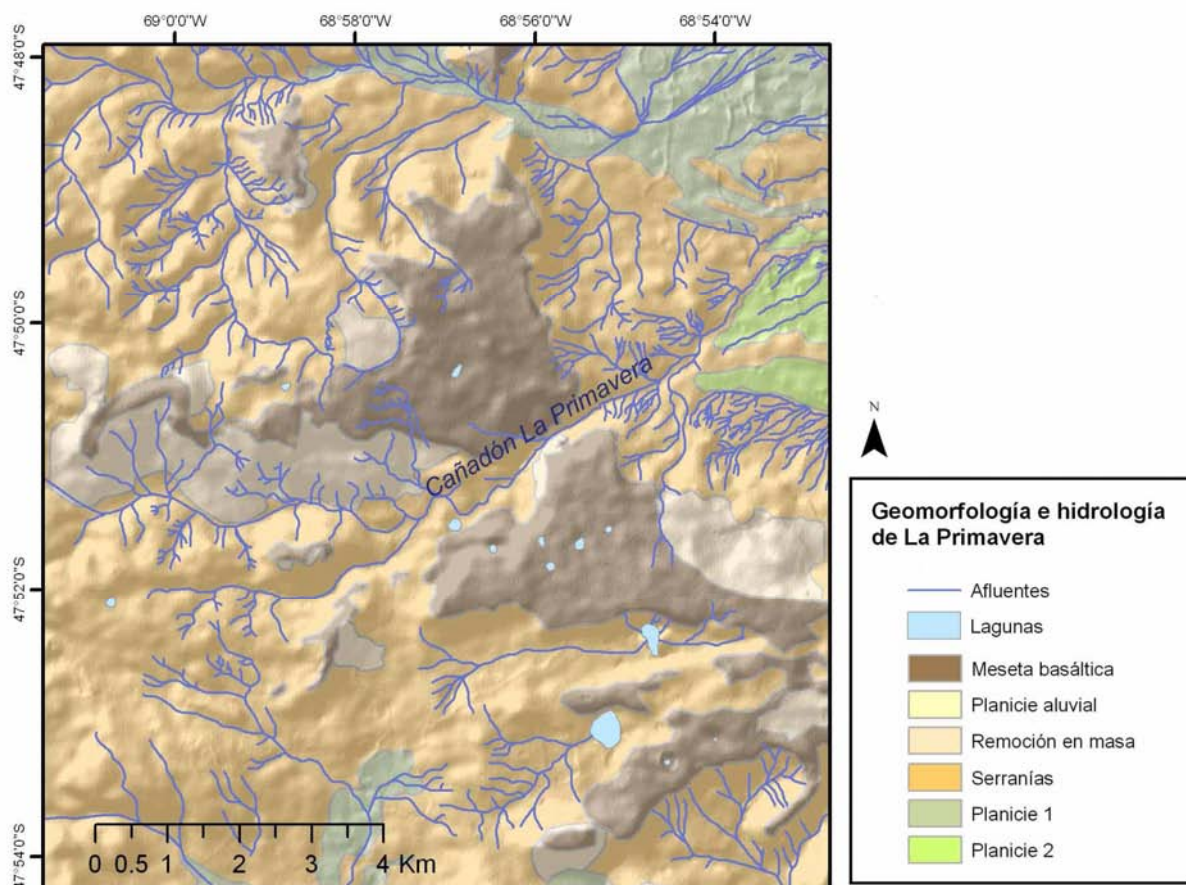 69°0'0"W 68°58'0"W 68°56'0"W 68°54'0"W
47°48'0"S
47°50'0"S
47°52'0"S
47°54'0"S
Cañadón La Primavera
0 0.5 1 2 3 4 Km
N
Geomorfología e hidrología
de La Primavera
Afluentes
Lagunas
Meseta basáltica
Planicie aluvial
Remoción en masa
Serranías
Planicie 1
Planicie 2